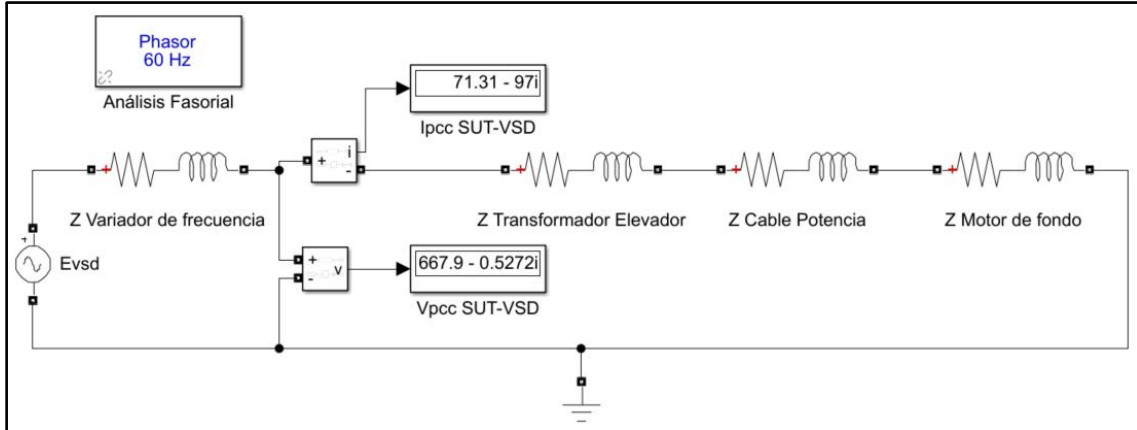 Phasor
60 Hz
Análisis Fasorial
71.31 - 97i
Ipcc SUT-VSD
+
i
-
Z Variador de frecuencia
Z Transformador Elevador
Z Cable Potencia
Z Motor de fondo
Evsd
+
-
v
667.9 - 0.5272i
Vpcc SUT-VSD